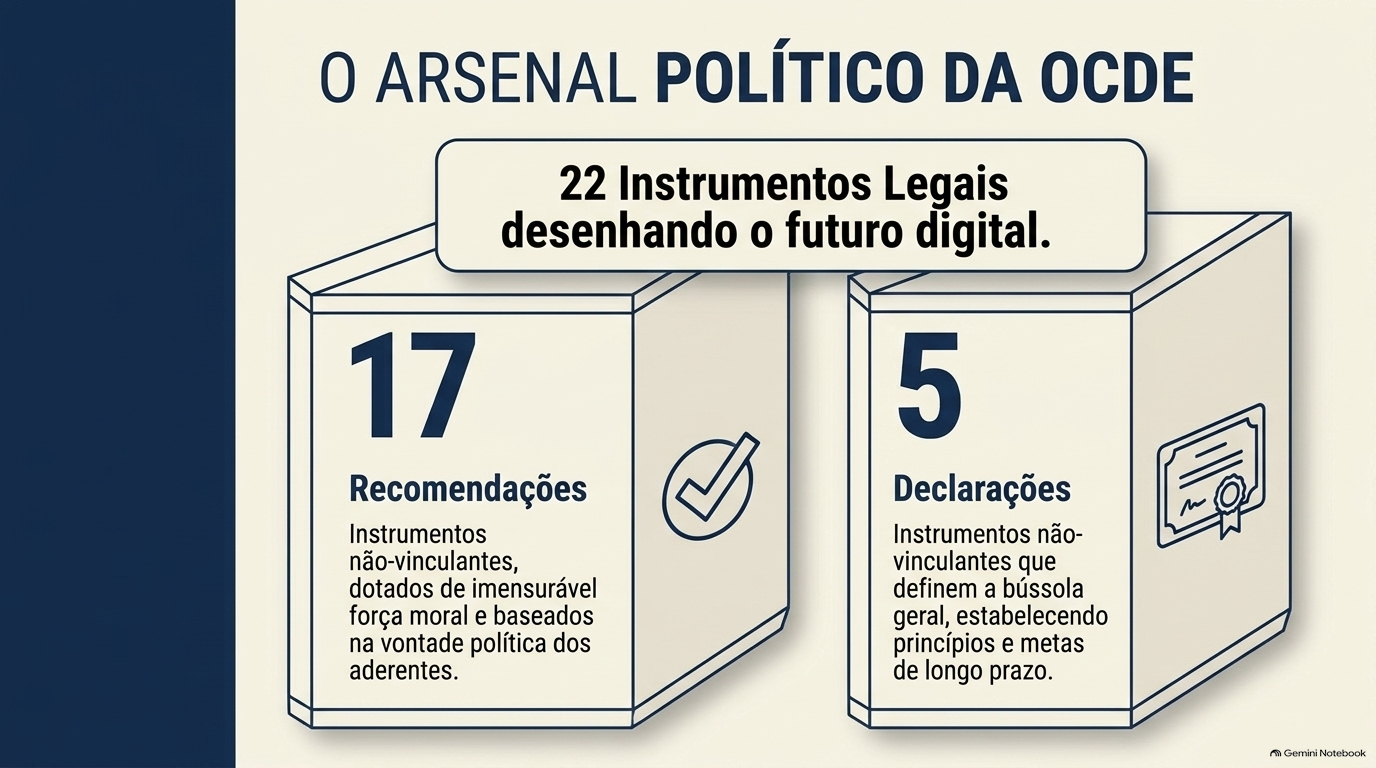 O ARSENAL POLÍTICO DA OCDE
22 Instrumentos Legais
desenhando o futuro digital.
17
Recomendações
Instrumentos
não-vinculantes,
dotados de imensurável
força moral e baseados
na vontade política dos
aderentes.
5
Declarações
Instrumentos não-
vinculantes que
definem a bússola
geral, estabelecendo
princípios e metas
de longo prazo.
Gemini Notebook